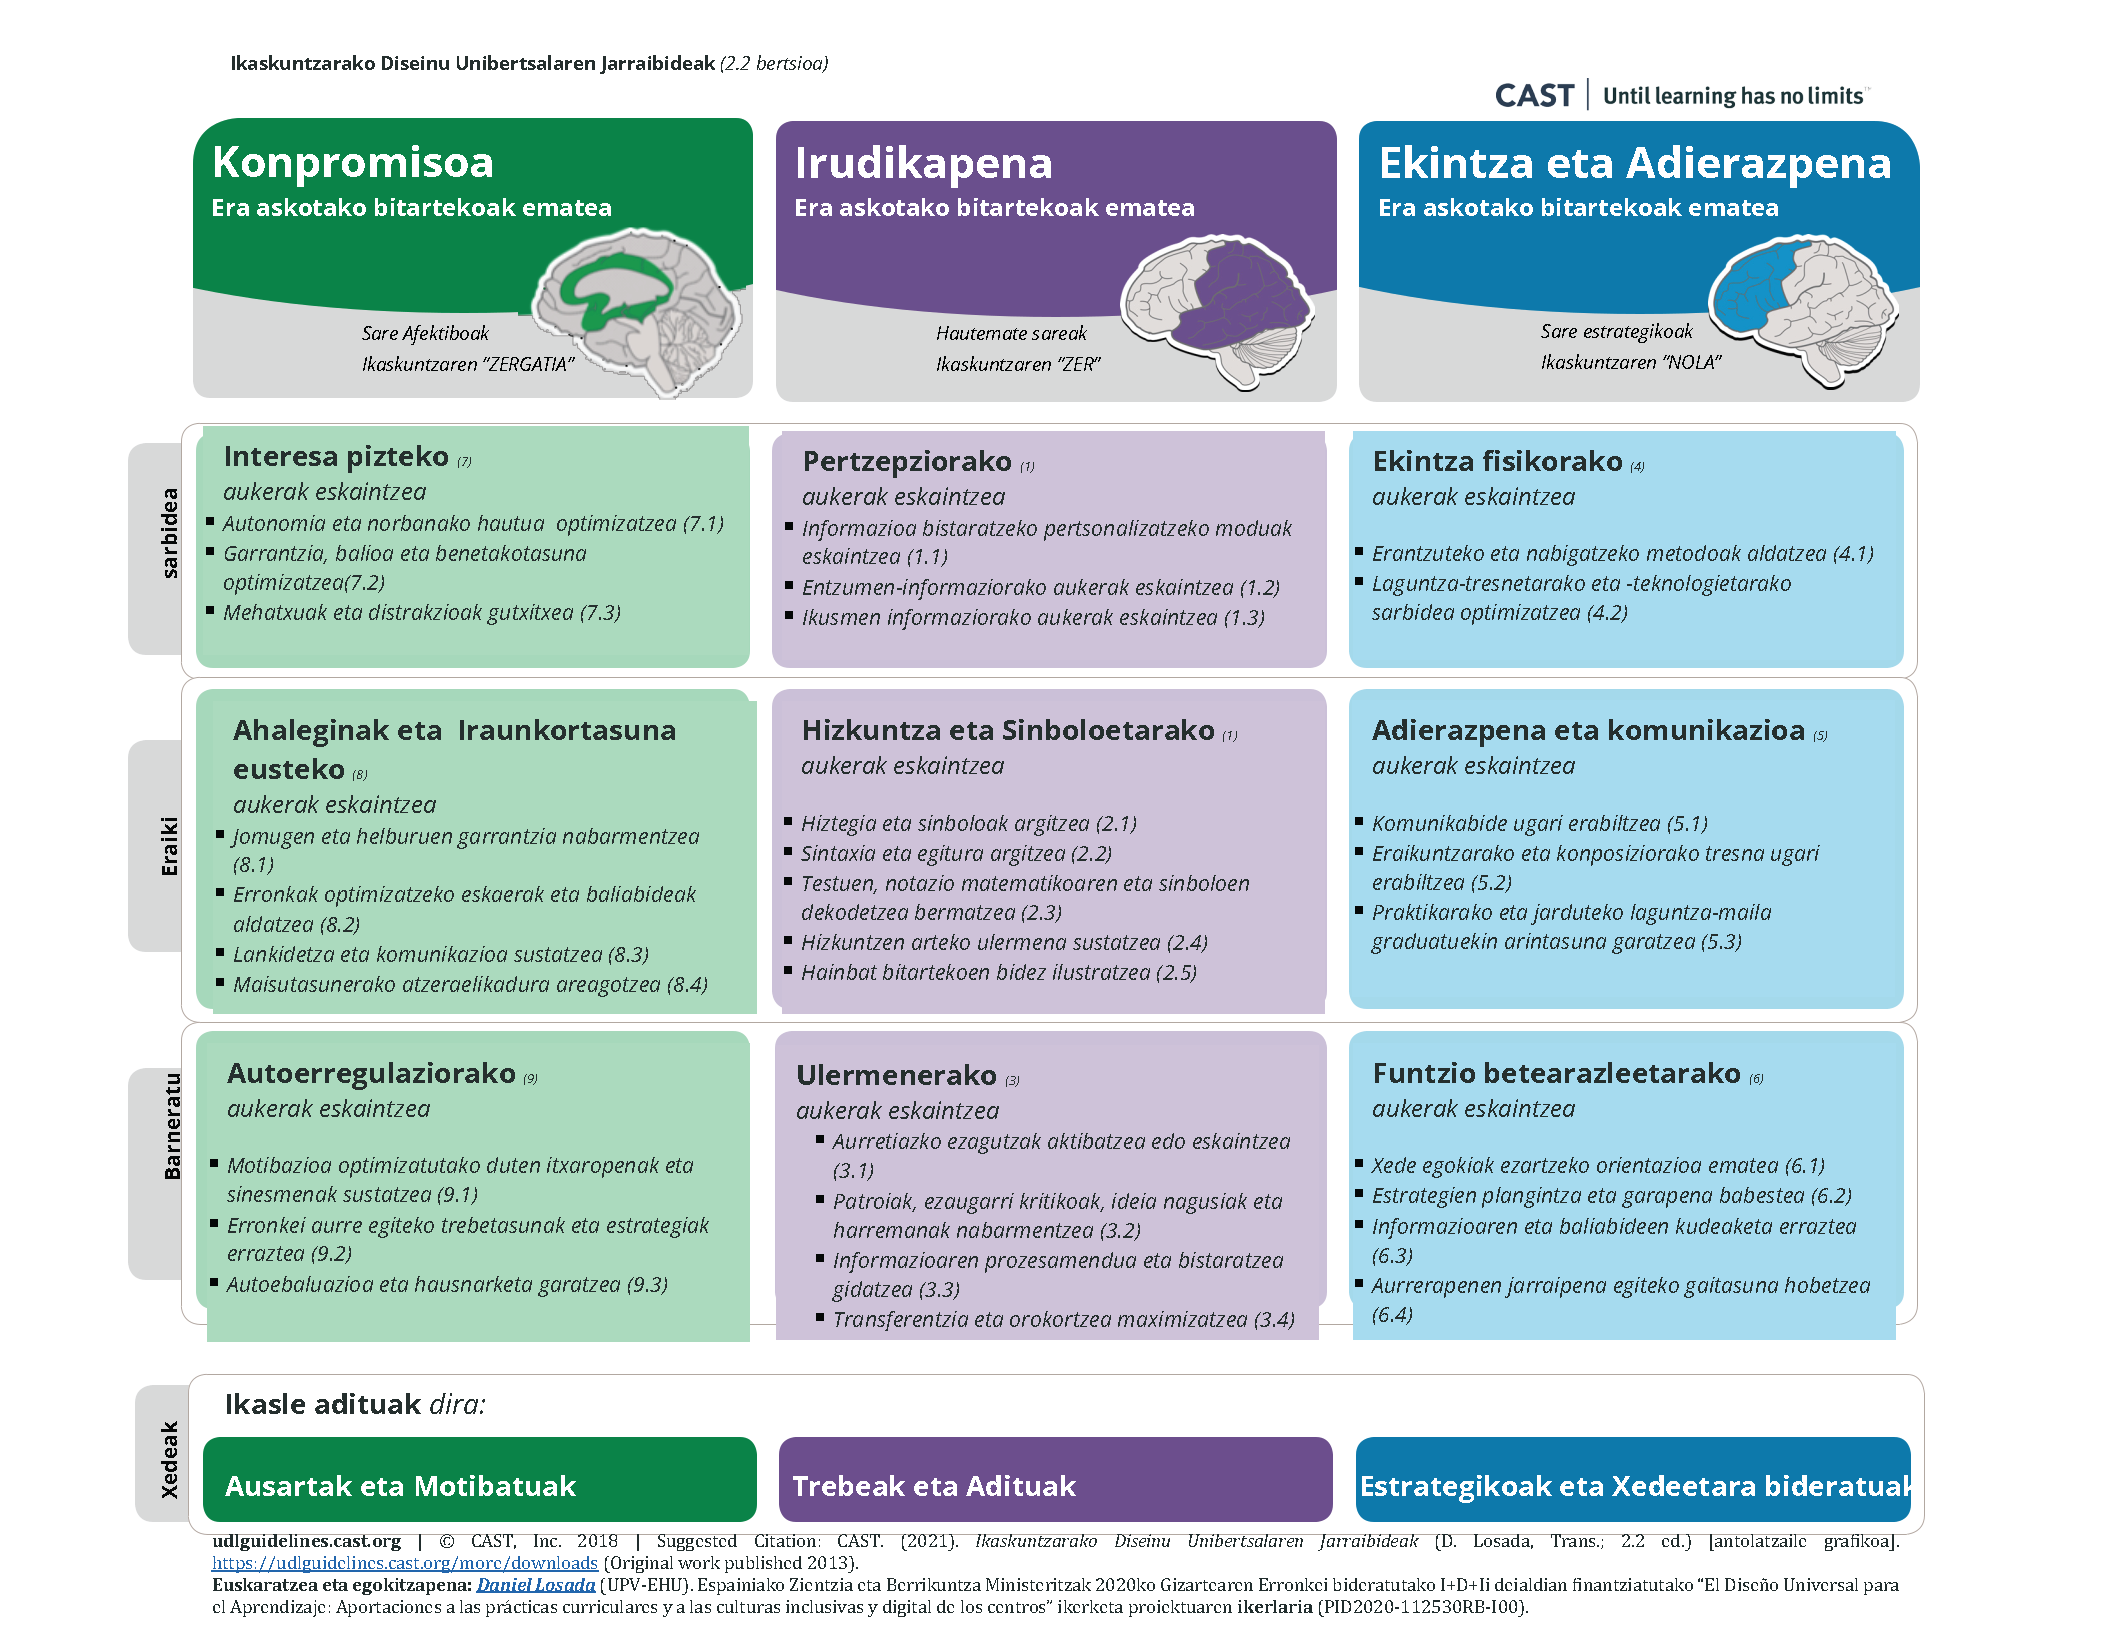 Ikaskuntzarako Diseinu Unibertsalaren Jarraibideak (2.2 bertsioa)
CAST | Until learning has no limits™
Konpromisoa
Era askotako bitartekoak ematea
Sare Afektiboak
Ikaskuntzaren “ZERGATIA”
Irudikapena
Era askotako bitartekoak ematea
Hautemate sareak
Ikaskuntzaren “ZER”
Ekintza eta Adierazpena
Era askotako bitartekoak ematea
Sare estrategikoak
Ikaskuntzaren “NOLA”
sarbidea
Interesa pizteko (7)
aukerak eskaintzea
▪ Autonomia eta norbanako hautua  optimizatzea (7.1)
▪ Garrantzia, balioa eta benetakotasuna
optimizatzea(7.2)
▪ Mehatxuak eta distrakzioak gutxitxea (7.3)
Pertzepziorako (1)
aukerak eskaintzea
▪ Informazioa bistaratzeko pertsonalizatzeko moduak
eskaintzea (1.1)
▪ Entzumen-informaziorako aukerak eskaintzea (1.2)
▪ Ikusmen informaziorako aukerak eskaintzea (1.3)
Ekintza fisikorako (4)
aukerak eskaintzea
▪ Erantzuteko eta nabigatzeko metodoak aldatzea (4.1)
▪ Laguntza-tresnetarako eta -teknologietarako
sarbidea optimizatzea (4.2)
Eraiki
Ahaleginak eta  Iraunkortasuna
eusteko (8)
aukerak eskaintzea
▪ Jomugen eta helburuen garrantzia nabarmentzea
(8.1)
▪ Erronkak optimizatzeko eskaerak eta baliabideak
aldatzea (8.2)
▪ Lankidetza eta komunikazioa sustatzea (8.3)
▪ Maisutasunerako atzeraelikadura areagotzea (8.4)
Hizkuntza eta Sinboloetarako (1)
aukerak eskaintzea
▪ Hiztegia eta sinboloak argitzea (2.1)
▪ Sintaxia eta egitura argitzea (2.2)
▪ Testuen, notazio matematikoaren eta sinboloen
dekodetzea bermatzea (2.3)
▪ Hizkuntzen arteko ulermena sustatzea (2.4)
▪ Hainbat bitartekoen bidez ilustratzea (2.5)
Adierazpena eta komunikazioa (5)
aukerak eskaintzea
▪ Komunikabide ugari erabiltzea (5.1)
▪ Eraikuntzarako eta konposiziorako tresna ugari
erabiltzea (5.2)
▪ Praktikarako eta jarduteko laguntza-maila
graduatuekin arintasuna garatzea (5.3)
Barneratu
Autoerregulaziorako (9)
aukerak eskaintzea
▪ Motibazioa optimizatutako duten itxaropenak eta
sinesmenak sustatzea (9.1)
▪ Erronkei aurre egiteko trebetasunak eta estrategiak
erraztea (9.2)
▪ Autoebaluazioa eta hausnarketa garatzea (9.3)
Ulermenerako (3)
aukerak eskaintzea
▪ Aurretiazko ezagutzak aktibatzea edo eskaintzea
(3.1)
▪ Patroiak, ezaugarri kritikoak, ideia nagusiak eta
harremanak nabarmentzea (3.2)
▪ Informazioaren prozesamendua eta bistaratzea
gidatzea (3.3)
▪ Transferentzia eta orokortzea maximizatzea (3.4)
Funtzio betearazleetarako (6)
aukerak eskaintzea
▪ Xede egokiak ezartzeko orientazioa ematea (6.1)
▪ Estrategien plangintza eta garapena babestea (6.2)
▪ Informazioaren eta baliabideen kudeaketa erraztea
(6.3)
▪ Aurrerapenen jarraipena egiteko gaitasuna hobetzea
(6.4)
Xedeak
Ikasle adituak dira:
Ausartak eta Motibatuak
Trebeak eta Adituak
Estrategikoak eta Xedeetara bideratuak
udlguidelines.cast.org | © CAST, Inc. 2018 | Suggested Citation: CAST. (2021). Ikaskuntzarako Diseinu Unibertsalaren Jarraibideak (D. Losada, Trans.; 2.2 ed.) [antolatzaile grafikoa].
https://udlguidelines.cast.org/more/downloads (Original work published 2013).
Euskaratzea eta egokitzapena: Daniel Losada (UPV-EHU). Espainiako Zientzia eta Berrikuntza Ministeritzak 2020ko Gizartearen Erronkei bideratutako I+D+Ii deialdian finantziatutako “El Diseño Universal para
el Aprendizaje: Aportaciones a las prácticas curriculares y a las culturas inclusivas y digital de los centros” ikerketa proiektuaren ikerlaria (PID2020-112530RB-I00).